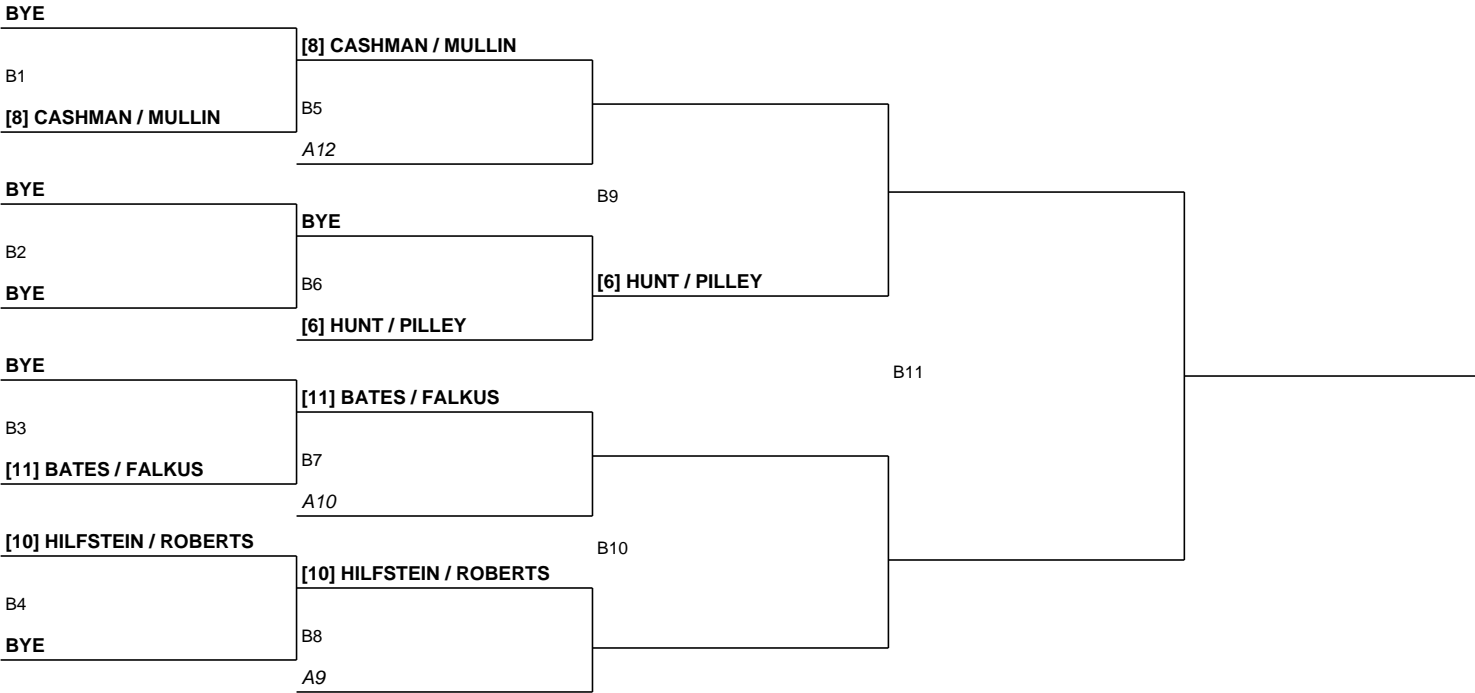 BYE
[8] CASHMAN / MULLIN
B1
B5
[8] CASHMAN / MULLIN
A12
BYE
B9
BYE
B2
B6
[6] HUNT / PILLEY
BYE
[6] HUNT / PILLEY
BYE
B11
[11] BATES / FALKUS
B3
B7
[11] BATES / FALKUS
A10
[10] HILFSTEIN / ROBERTS
B10
[10] HILFSTEIN / ROBERTS
B4
B8
BYE
A9